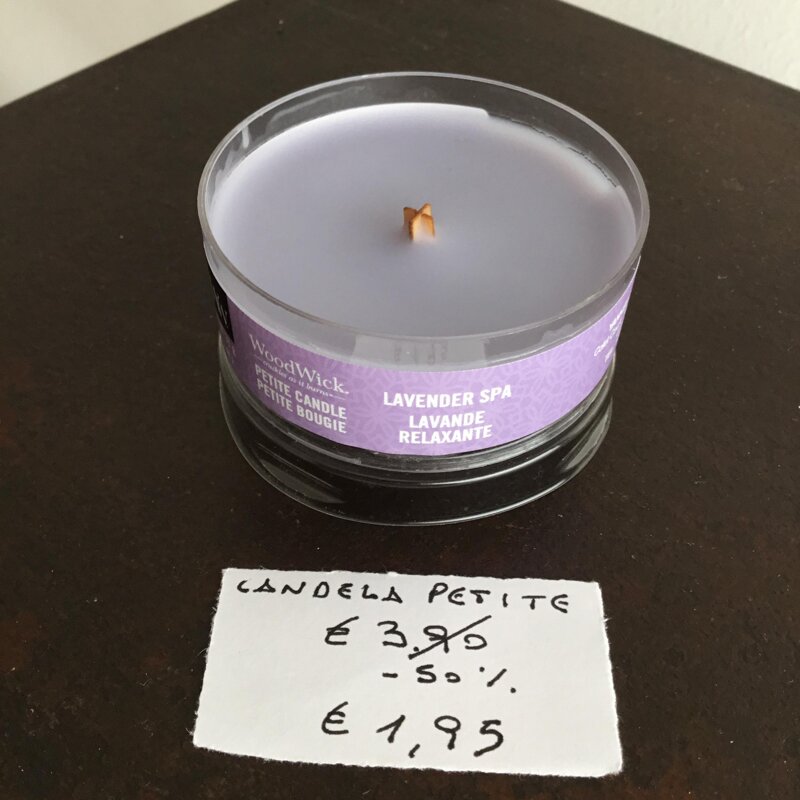 WoodWick.
PETITE CANDLE
PETITE BOUGIE
LAVENDER SPA
LAVANDE
RELAXANTE
CANDELA PETITE
€ 3.90
- 50 %.
€ 1,95